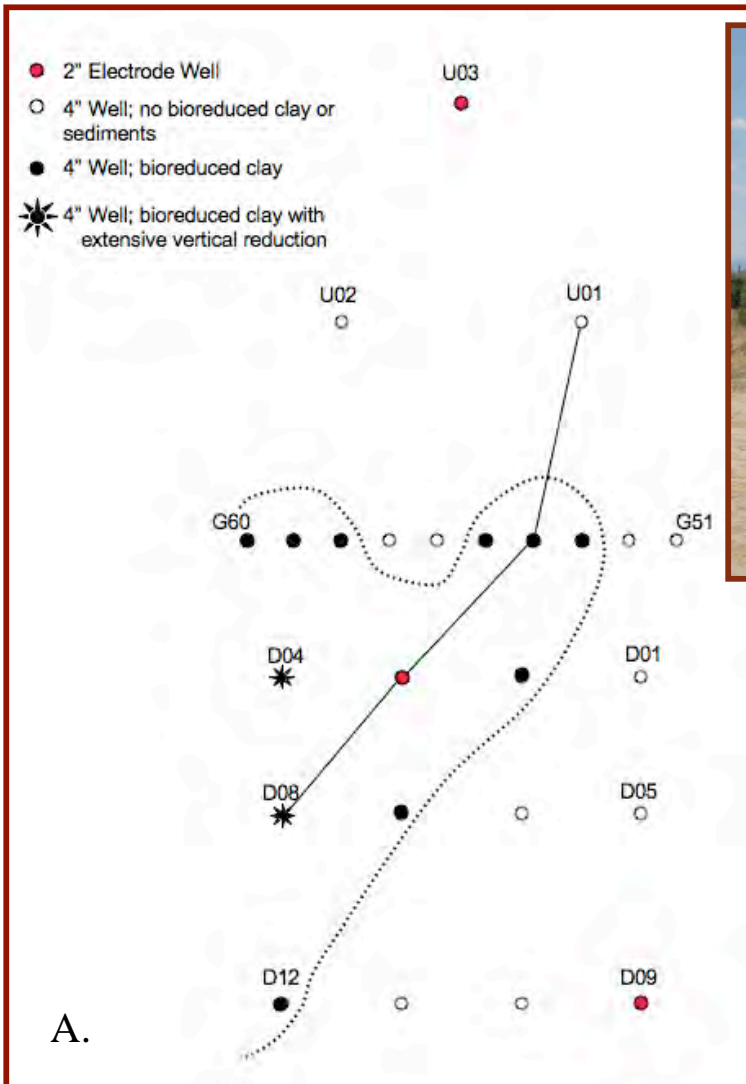 2" Electrode Well
4" Well; no bioreduced clay or
sediments
4" Well; bioreduced clay
4" Well; bioreduced clay with
extensive vertical reduction
U03
U02
U01
G60
G51
D04
D01
D08
D05
D12
D09
A.